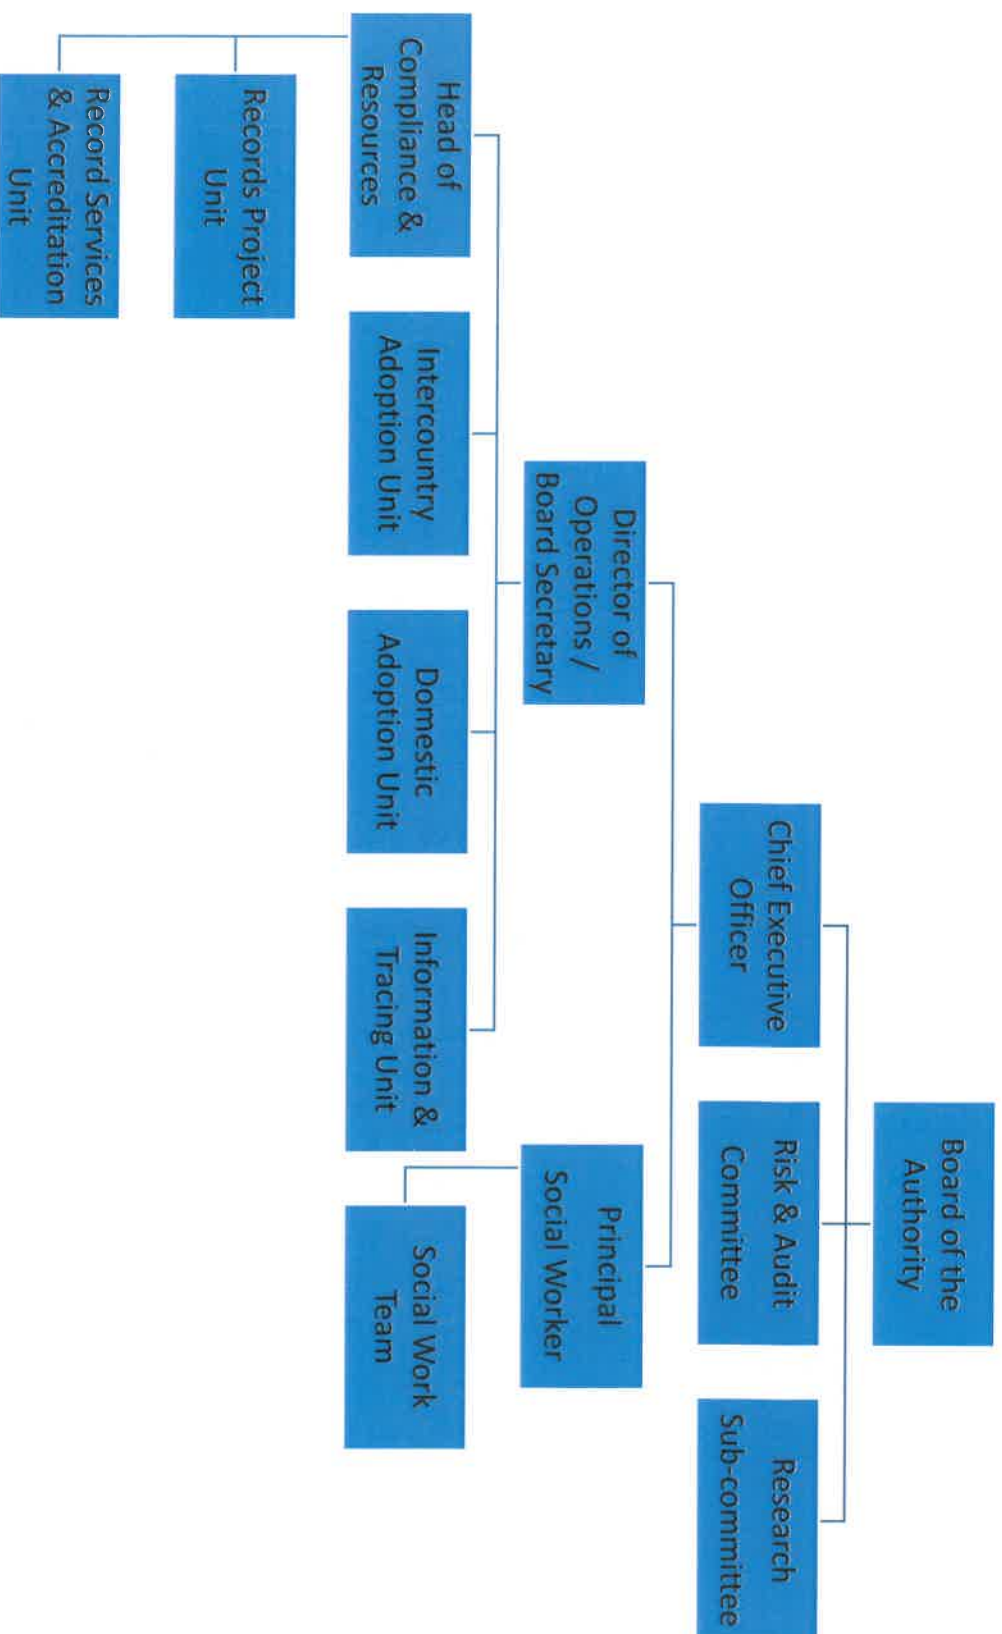 Board of the
Authority
Chief Executive
Officer
Risk & Audit
Committee
Research
Sub-committee
Director of
Operations /
Board Secretary
Principal
Social Worker
Head of
Compliance &
Resources
Intercountry
Adoption Unit
Domestic
Adoption Unit
Information &
Tracing Unit
Social Work
Team
Records Project
Unit
Record Services
& Accreditation
Unit